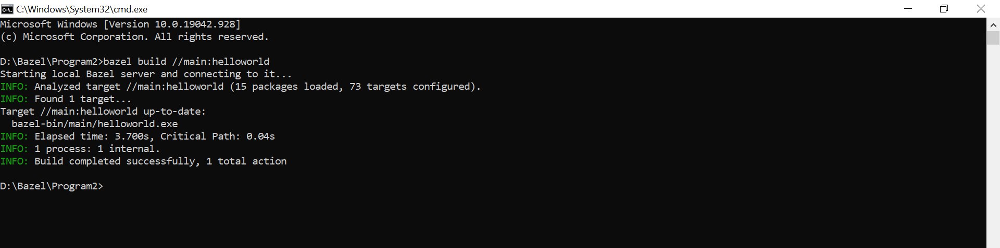 C:\Windows\System32\cmd.exe
Microsoft Windows [Version 10.0.19042.928]
(c) Microsoft Corporation. All rights reserved.
D:\Bazel\Program2>bazel build //main:helloworld
Starting local Bazel server and connecting to it...
INFO: Analyzed target //main:helloworld (15 packages loaded, 73 targets configured).
INFO: Found 1 target...
Target //main:helloworld up-to-date:
  bazel-bin/main/helloworld.exe
INFO: Elapsed time: 3.700s, Critical Path: 0.04s
INFO: 1 process: 1 internal.
INFO: Build completed successfully, 1 total action
D:\Bazel\Program2>